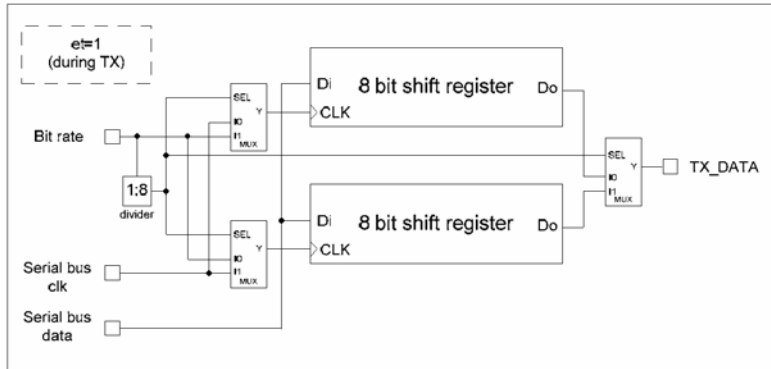 et=1
(during TX)
Bit rate
1:8
divider
Serial bus
clk
Serial bus
data
SEL
I0
I1
Y
MUX
SEL
I0
I1
Y
MUX
Di
8 bit shift register
Do
CLK
Di
8 bit shift register
Do
CLK
SEL
I0
I1
Y
MUX
TX_DATA